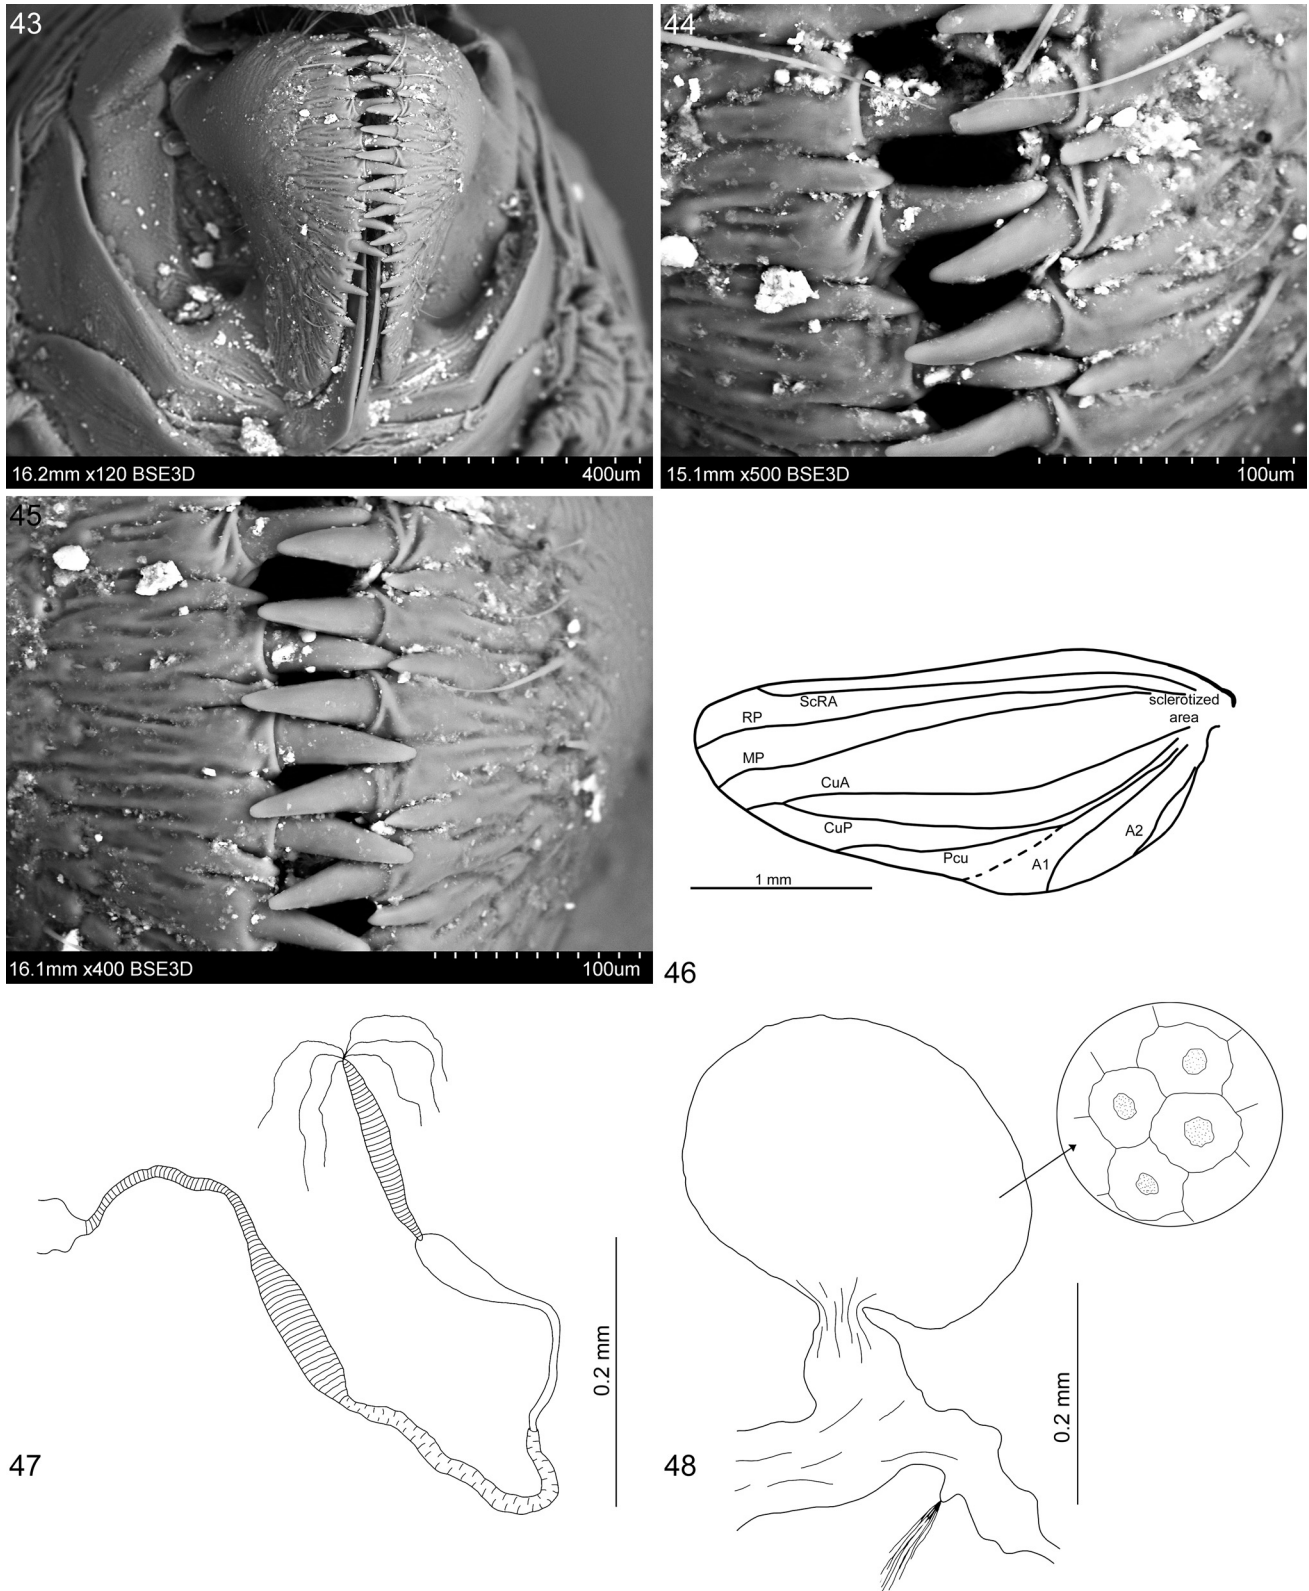 43
16.2mm x120 BSE3D 400um
44
15.1mm x500 BSE3D 100um
45
16.1mm x400 BSE3D 100um
ScRA
RP
MP
CuA
CuP
Pcu
A1
A2
sclerotized
area
1 mm
46
0.2 mm
47
0.2 mm
48